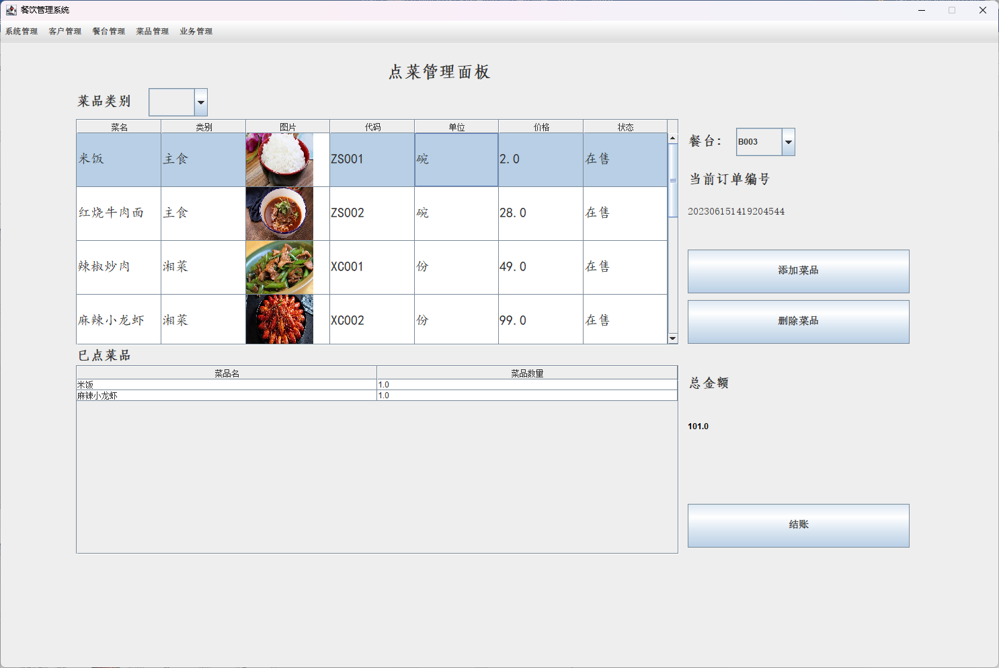 餐饮管理系统
系统管理 客户管理 餐台管理 菜品管理 业务管理
点菜管理面板
菜品类别
菜名 类别 图片 代码 单位 价格 状态
米饭 主食 ZS001 碗 2.0 在售
红烧牛肉面 主食 ZS002 碗 28.0 在售
辣椒炒肉 湘菜 XC001 份 49.0 在售
麻辣小龙虾 湘菜 XC002 份 99.0 在售
餐台： B003
当前订单编号
202306151419204544
添加菜品
删除菜品
已点菜品
菜品名 菜品数量
米饭 1.0
麻辣小龙虾 1.0
总金额
101.0
结账